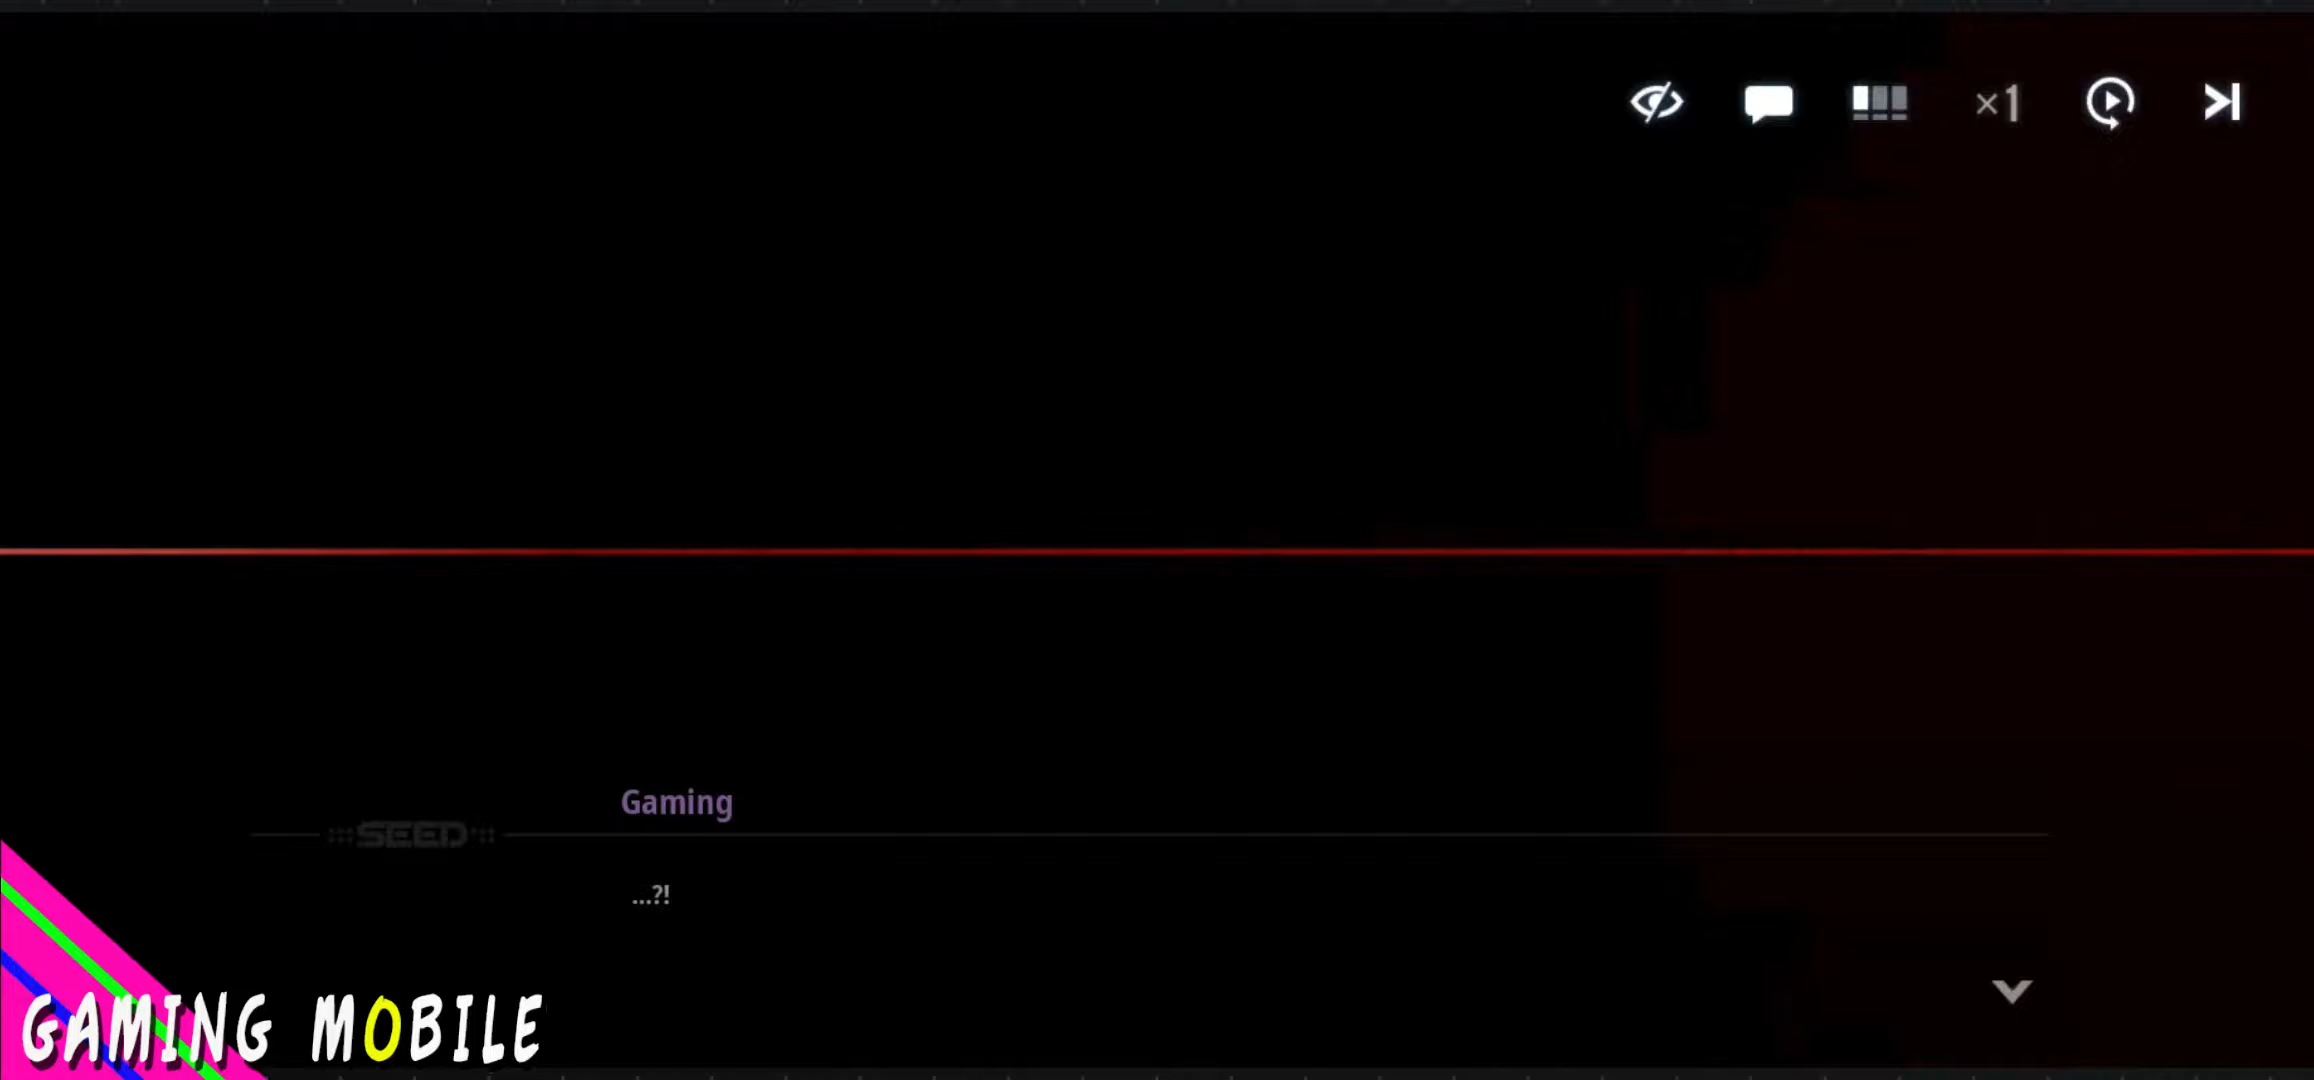 ×1
Gaming
SEED
...?!
GAMING MOBILE